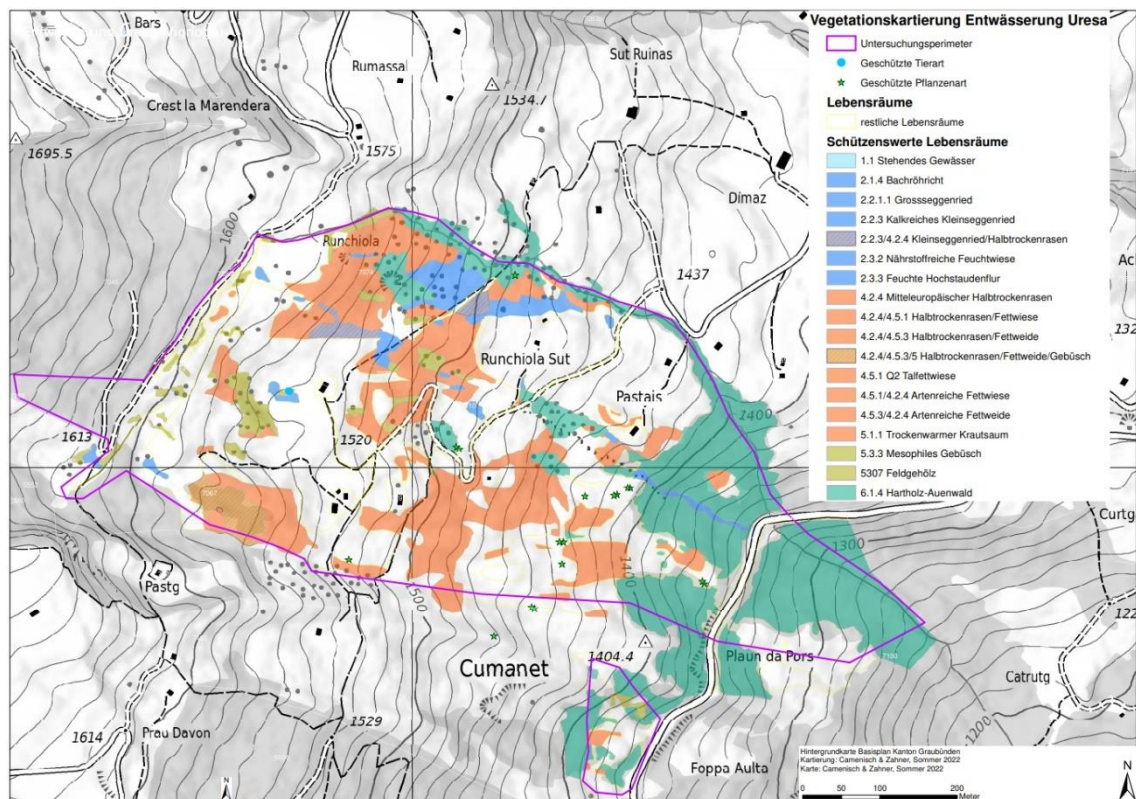 Vegetationskartierung Entwässerung Uresa
Untersuchungsperimeter
Geschützte Tierart
Geschützte Pflanzenart
Lebensräume
restliche Lebensräume
Schützenswerte Lebensräume
1.1 Stehendes Gewässer
2.1.4 Bachröhricht
2.2.1.1 Grossseggenried
2.2.3 Kalkreiches Kleinseggenried
2.2.3/4.2.4 Kleinseggenried/Halbtrockenrasen
2.3.2 Nährstoffreiche Feuchtwiese
2.3.3 Feuchte Hochstaudenflur
4.2.4 Mitteleuropäischer Halbtrockenrasen
4.2.4/4.5.1 Halbtrockenrasen/Fettwiese
4.2.4/4.5.3 Halbtrockenrasen/Fettweide
4.2.4/4.5.3/5 Halbtrockenrasen/Fettweide/Gebüsch
4.5.1 Q2 Talfettwiese
4.5.1/4.2.4 Artenreiche Fettwiese
4.5.3/4.2.4 Artenreiche Fettweide
5.1.1 Trockenwarmer Krautsaum
5.3.3 Mesophiles Gebüsch
5307 Feldgehölz
6.1.4 Hartholz-Auenwald
Bars
Rumassal
Sut Ruinas
Crest la Marendera
1534.7
1695.5
1575
Dimaz
1600
Runchiola
1437
Runchiola Sut
Pastais
1400
1520
1613
7067
Curtg
1300
1400
Pastg
1500
1404.4
Plaun da Pors
7100
Cumanet
Catrutg
1529
Prau Davon
1614
1200
Foppa Aulta
Hintergrundkarte Basisplan Kanton Graubünden
Kartierung: Camenisch & Zahner, Sommer 2022
Karte: Camenisch & Zahner, Sommer 2022
0 50 100 200
Meter
N
N